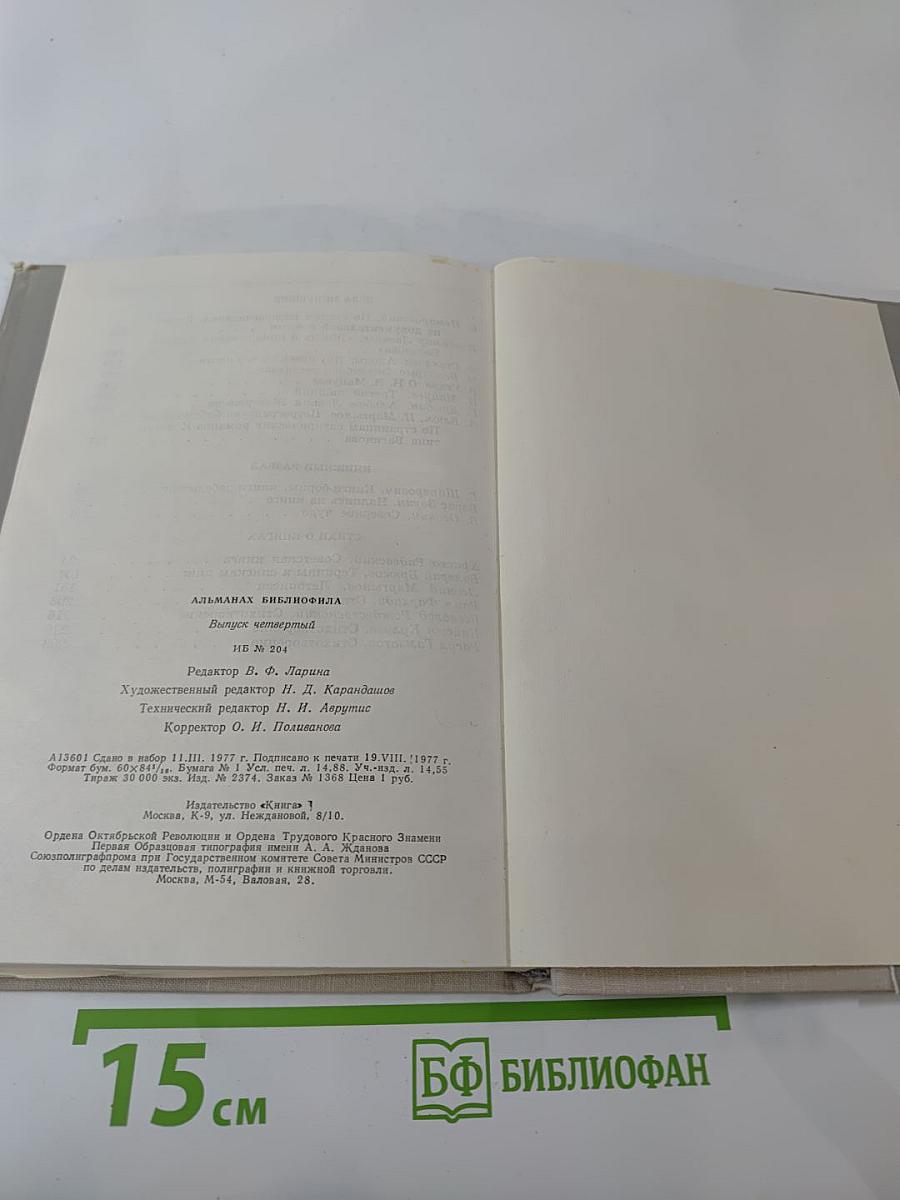 АЛЬМАНАХ БИБЛИОФИЛА
Выпуск четвертый
ИБ № 204
Редактор В. Ф. Ларина
Художественный редактор Н. Д. Карандашов
Технический редактор Н. И. Аврутис
Корректор О. И. Поливанова
А13601 Сдано в набор 11.III. 1977 г. Подписано к печати 19.VIII. 1977 г.
Формат бум. 60×84¹/₁₆. Бумага № 1 Усл. печ. л. 14,88. Уч.-изд. л. 14,55
Тираж 30 000 экз. Изд. № 2374. Заказ № 1368 Цена 1 руб.
Издательство «Книга»
Москва, К-9, ул. Неждановой, 8/10.
Ордена Октябрьской Революции и Ордена Трудового Красного Знамени
Первая Образцовая типография имени А. А. Жданова
Союзполиграфпрома при Государственном комитете Совета Министров СССР
по делам издательств, полиграфии и книжной торговли.
Москва, М-54, Валовая, 28.
15 см
БФ БИБЛИОФАН